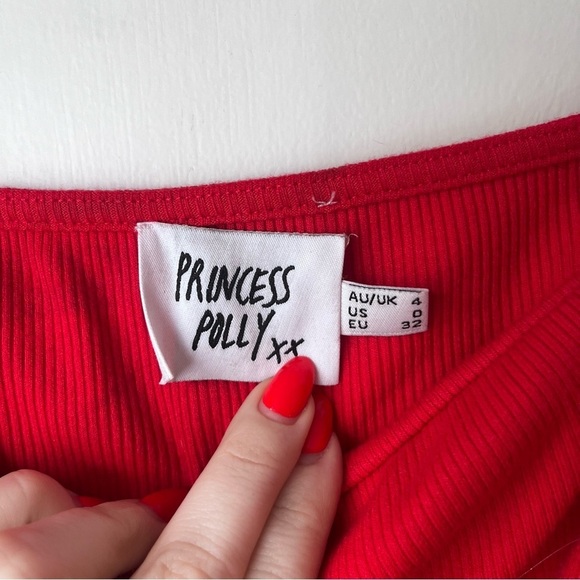 PRINCESS
POLLY xx
AU/UK 4
US 0
EU 32